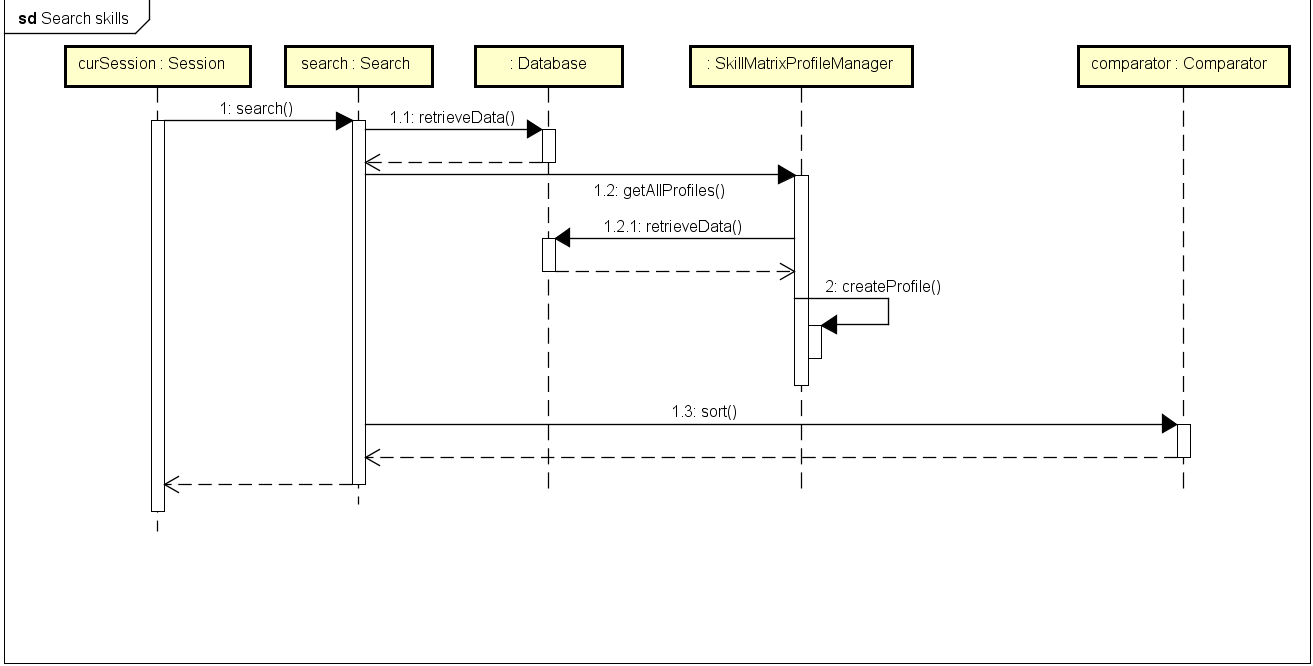 sd Search skills
curSession : Session
search : Search
: Database
: SkillMatrixProfileManager
comparator : Comparator
1: search()
1.1: retrieveData()
1.2: getAllProfiles()
1.2.1: retrieveData()
2: createProfile()
1.3: sort()